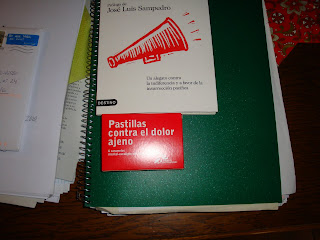 José Luis Sampedro
Un alegato contra
la indiferencia y a favor de la
insurrección pacífica
DESTINO
Pastillas
contra el dolor
ajeno